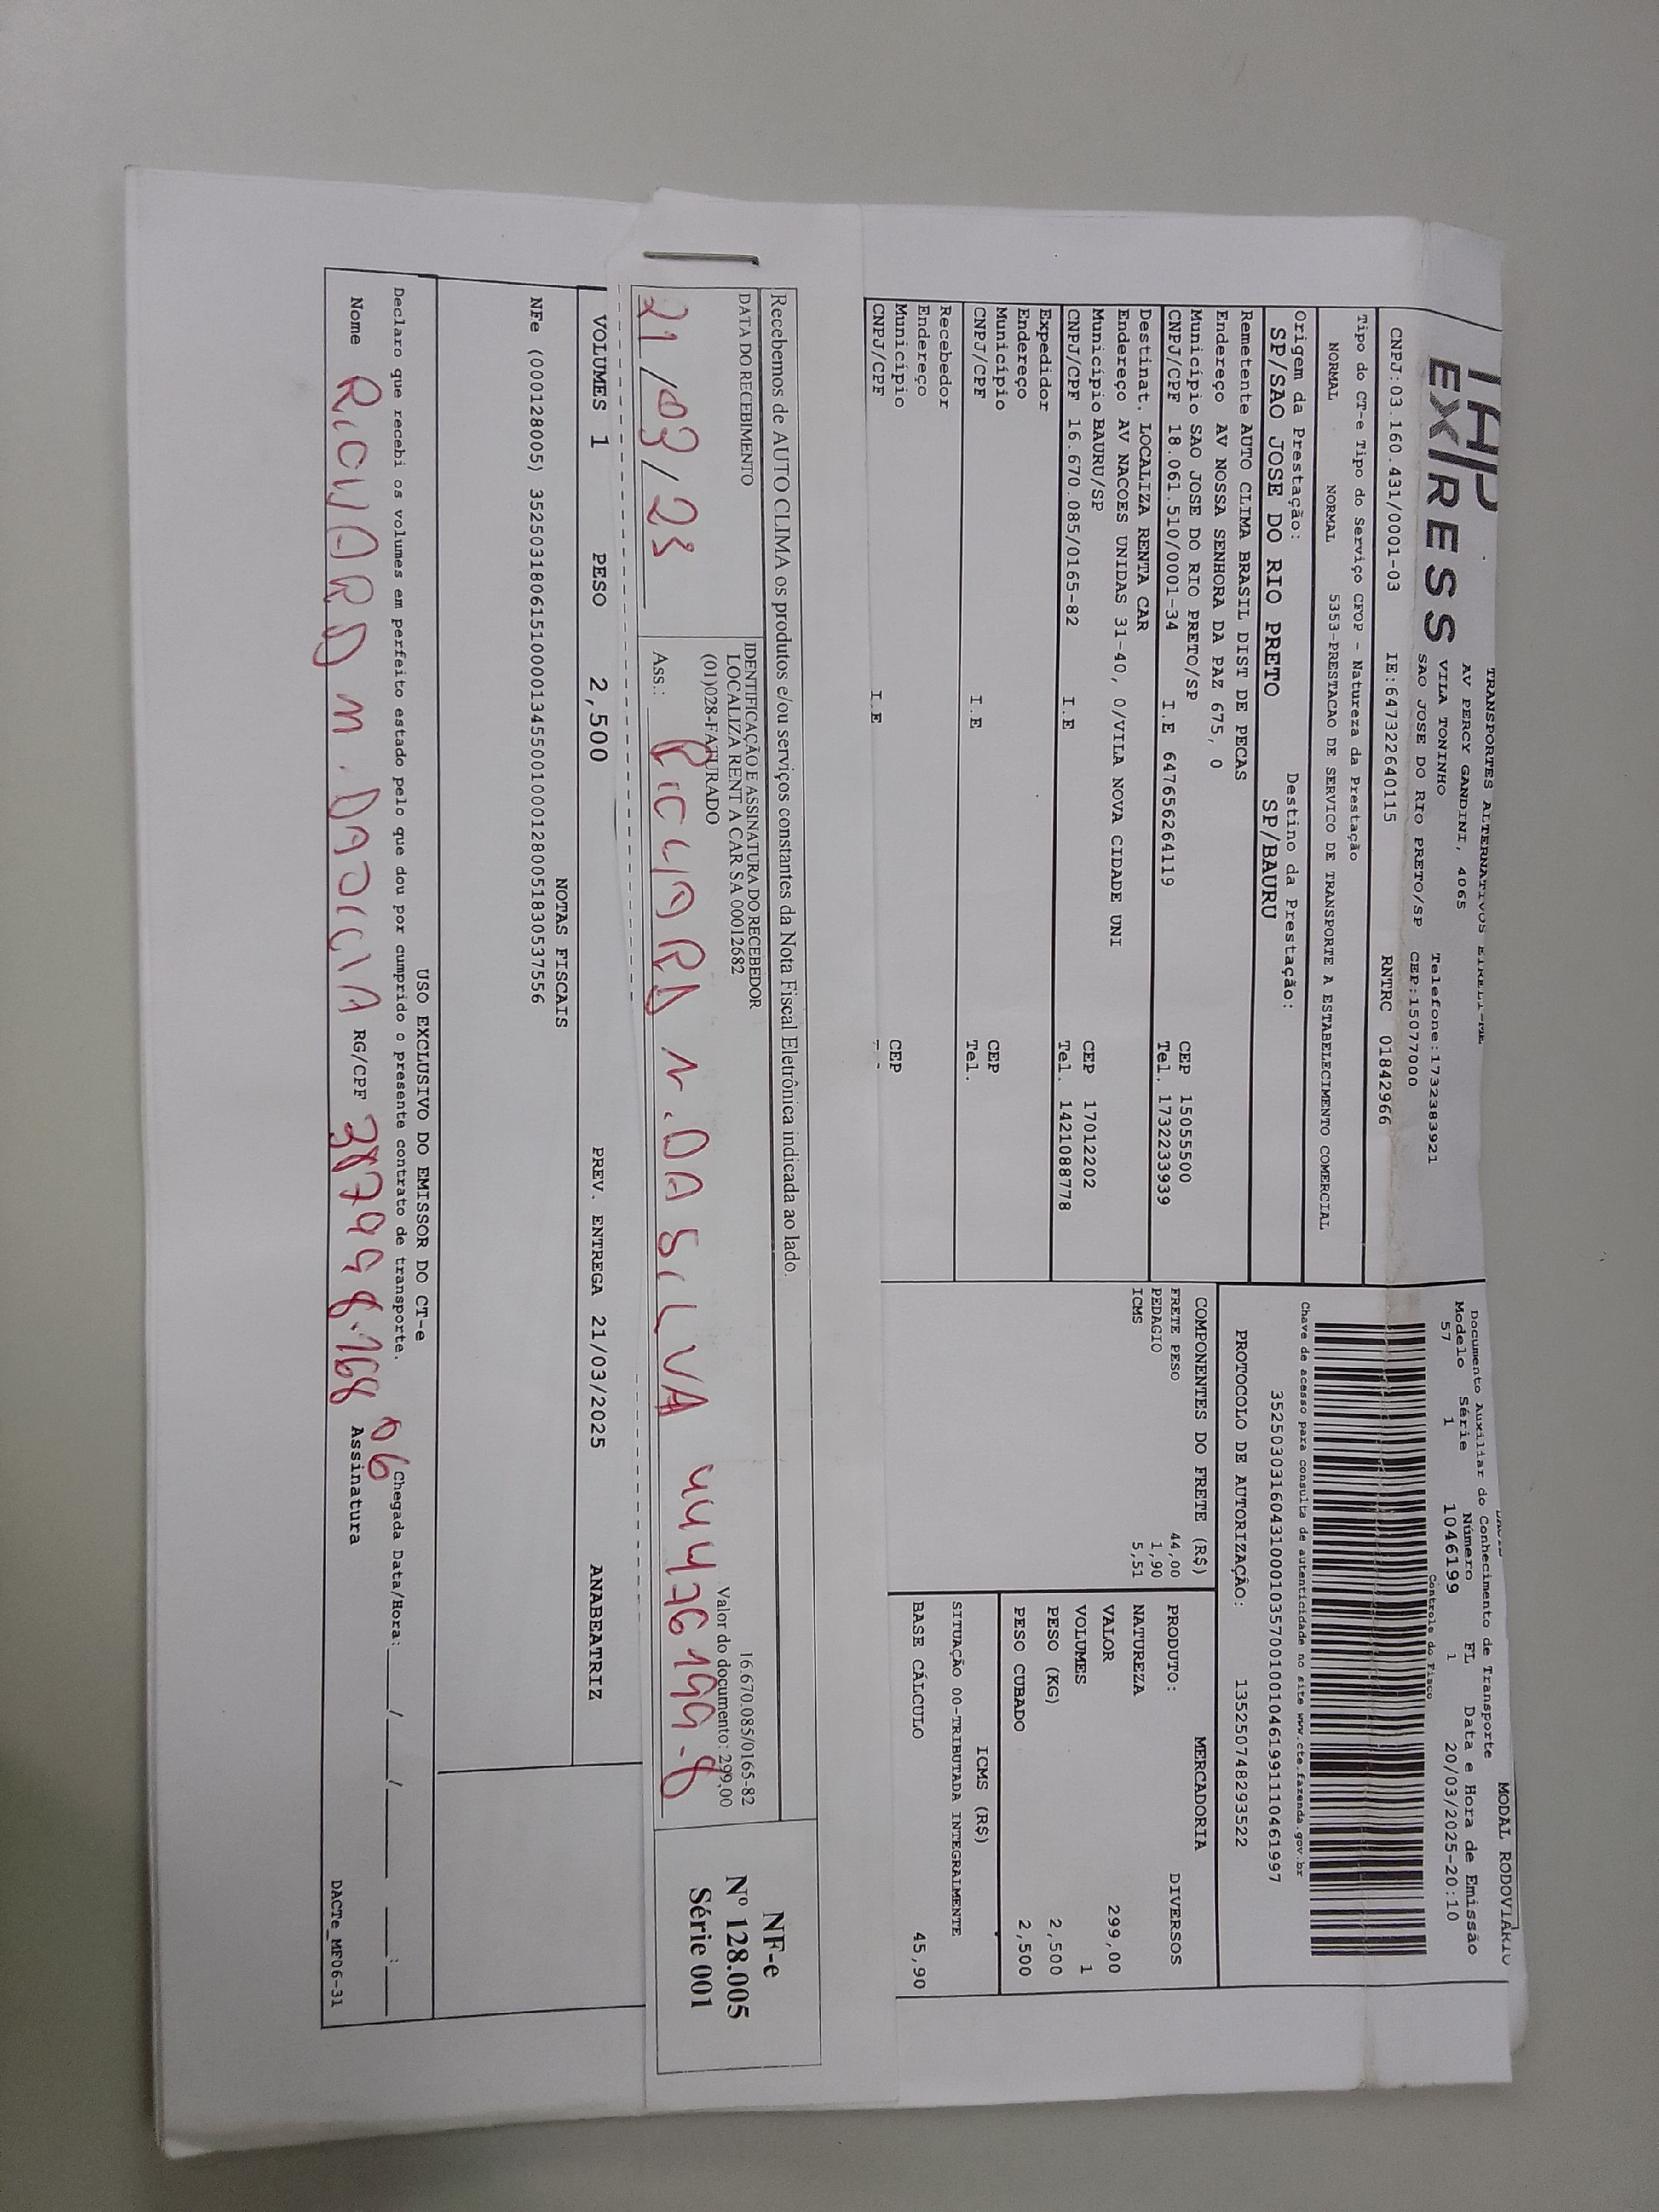 TAP
EXPRESS
TRANSPORTES ALTERNATIVOS EIRELI-ME
AV PERCY GANDINI, 4065
VILA TONINHO Telefone:1732383921
SAO JOSE DO RIO PRETO/SP CEP:15077000
CNPJ:03.160.431/0001-03 IE:647322640115 RNTRC 01842966
Tipo do CT-e Tipo do Serviço CFOP - Natureza da Prestação
NORMAL NORMAL 5353-PRESTACAO DE SERVICO DE TRANSPORTE A ESTABELECIMENTO COMERCIAL
Origem da Prestação: Destino da Prestação:
SP/SAO JOSE DO RIO PRETO SP/BAURU
Remetente AUTO CLIMA BRASIL DIST DE PECAS
Endereço AV NOSSA SENHORA DA PAZ 675, 0
Município SAO JOSE DO RIO PRETO/SP CEP 15055500
CNPJ/CPF 18.061.510/0001-34 I.E 647656264119 Tel. 1732233939
Destinat. LOCALIZA RENTA CAR
Endereço AV NACOES UNIDAS 31-40, 0/VILA NOVA CIDADE UNI
Município BAURU/SP CEP 17012202
CNPJ/CPF 16.670.085/0165-82 I.E Tel. 1421088778
Expedidor
Endereço
Município CEP
CNPJ/CPF I.E Tel.
Recebedor
Endereço
Município CEP
CNPJ/CPF I.E
MODAL RODOVIÁRIO
Documento Auxiliar do Conhecimento de Transporte
Modelo Série Número FL Data e Hora de Emissão
57 1 1046199 1 20/03/2025-20:10
Controle do Fisco
Chave de acesso para consulta de autenticidade no site www.cte.fazenda.gov.br
35250303160431000103570010010461991110461997
PROTOCOLO DE AUTORIZAÇÃO: 135250748293522
COMPONENTES DO FRETE (R$)
FRETE PESO 44,00
PEDAGIO 1,90
ICMS 5,51
MERCADORIA
PRODUTO: DIVERSOS
NATUREZA
VALOR 299,00
VOLUMES 1
PESO (KG) 2,500
PESO CUBADO 2,500
ICMS (R$)
SITUAÇÃO 00-TRIBUTADA INTEGRALMENTE
BASE CÁLCULO 45,90
Recebemos de AUTO CLIMA os produtos e/ou serviços constantes da Nota Fiscal Eletrônica indicada ao lado.
DATA DO RECEBIMENTO
21/03/23
IDENTIFICAÇÃO E ASSINATURA DO RECEBEDOR
LOCALIZA RENT A CAR SA 00012682 16.670.085/0165-82
(01)028-FATURADO Valor do documento: 299,00
Ass.: N. DA SILVA
NF-e
Nº 128.005
Série 001
VOLUMES 1 PESO 2,500 PREV. ENTREGA 21/03/2025 ANABEATRIZ
NOTAS FISCAIS
NFe (000128005) 35250318061510000134550010001280051830537556
USO EXCLUSIVO DO EMISSOR DO CT-e
Declaro que recebi os volumes em perfeito estado pelo que dou por cumprido o presente contrato de transporte. Chegada Data/Hora: / / :
Nome RG/CPF 06 Assinatura
DACTe_MF06-31